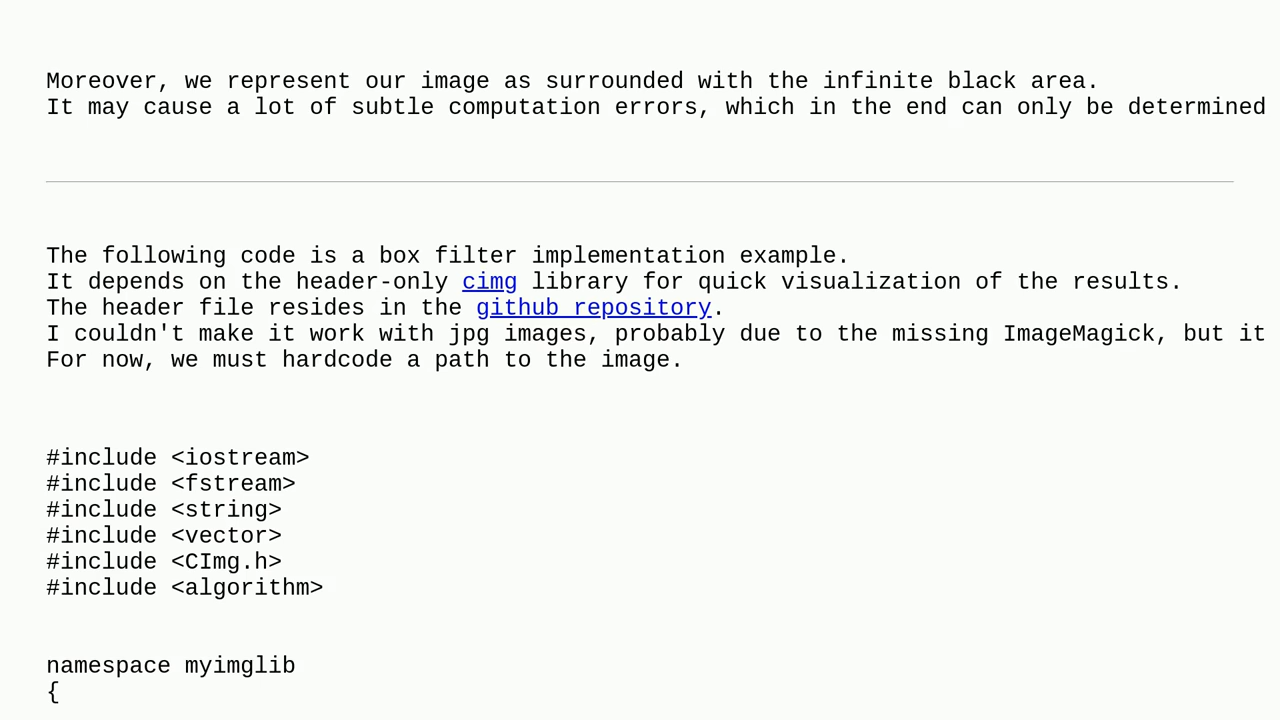 Moreover, we represent our image as surrounded with the infinite black area.
It may cause a lot of subtle computation errors, which in the end can only be determined
The following code is a box filter implementation example.
It depends on the header-only cimg library for quick visualization of the results.
The header file resides in the github repository.
I couldn't make it work with jpg images, probably due to the missing ImageMagick, but it
For now, we must hardcode a path to the image.
#include <iostream>
#include <fstream>
#include <string>
#include <vector>
#include <CImg.h>
#include <algorithm>
namespace myimglib
{